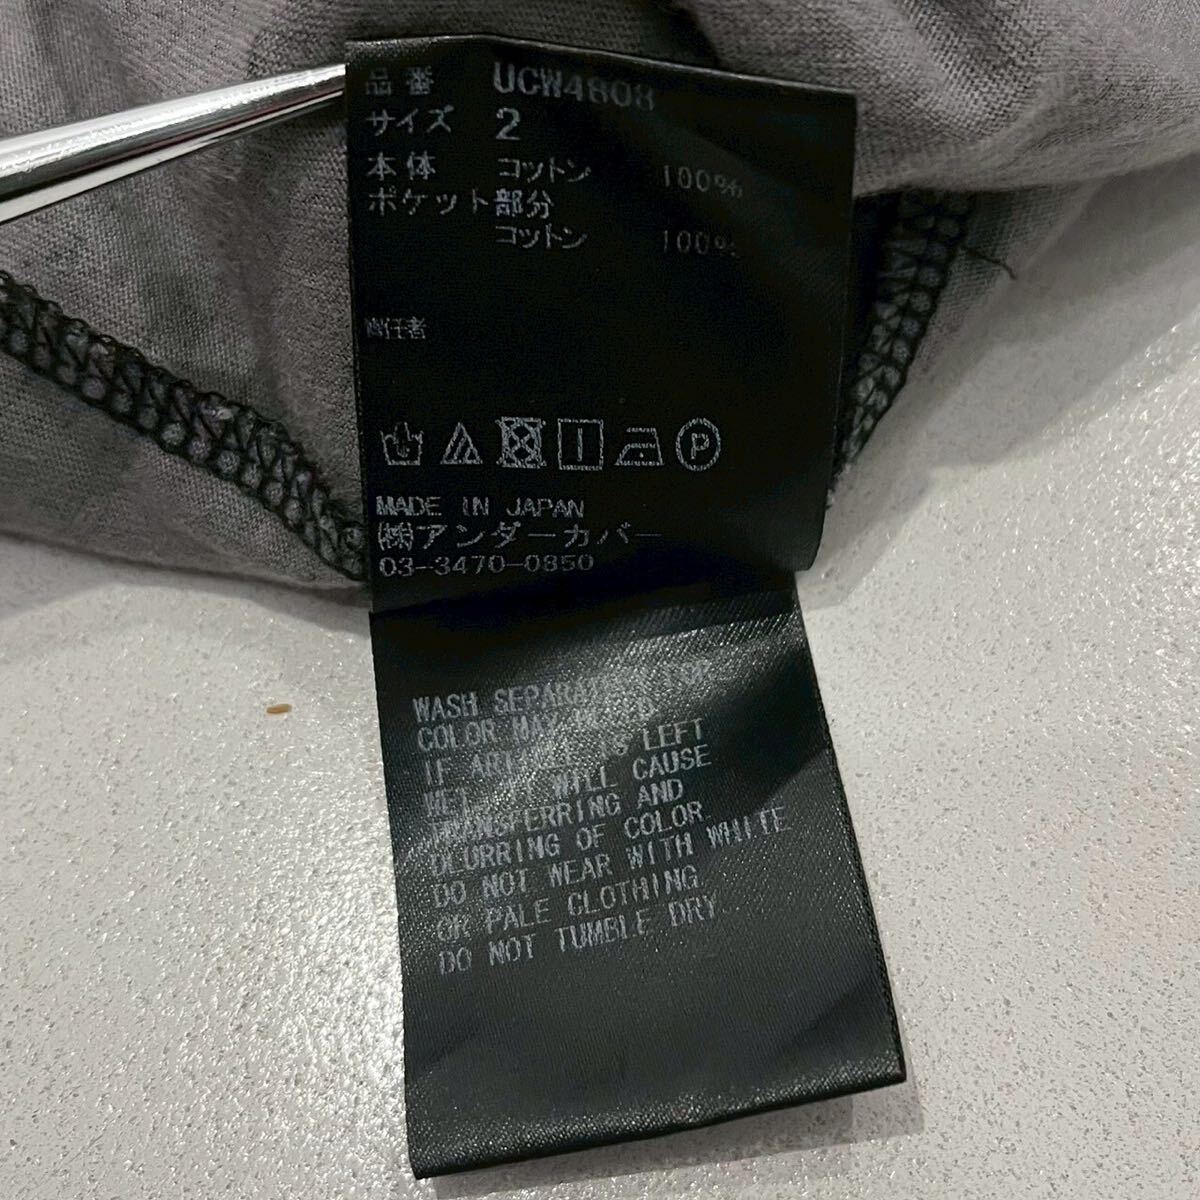 品番 UCW4808
サイズ 2
本体 コットン 100%
ポケット部分
コットン 100%
責任者
P
MADE IN JAPAN
㈱アンダーカバー
03-3470-0850
WASH
COLOR MAY
IF IS LEFT
WILL CAUSE
TRANSFERRING AND
BLURRING OF COLOR
DO NOT WEAR WITH WHITE
OR PALE CLOTHING
DO NOT TUMBLE DRY